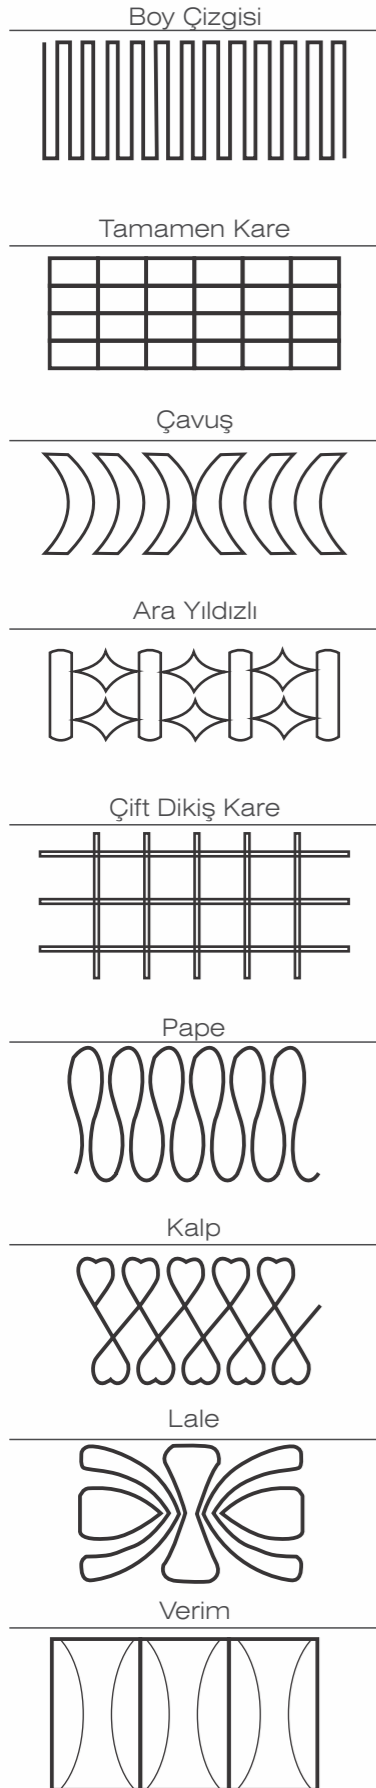 Boy Çizgisi
Tamamen Kare
Çavuş
Ara Yıldızlı
Çift Dikiş Kare
Pape
Kalp
Lale
Verim